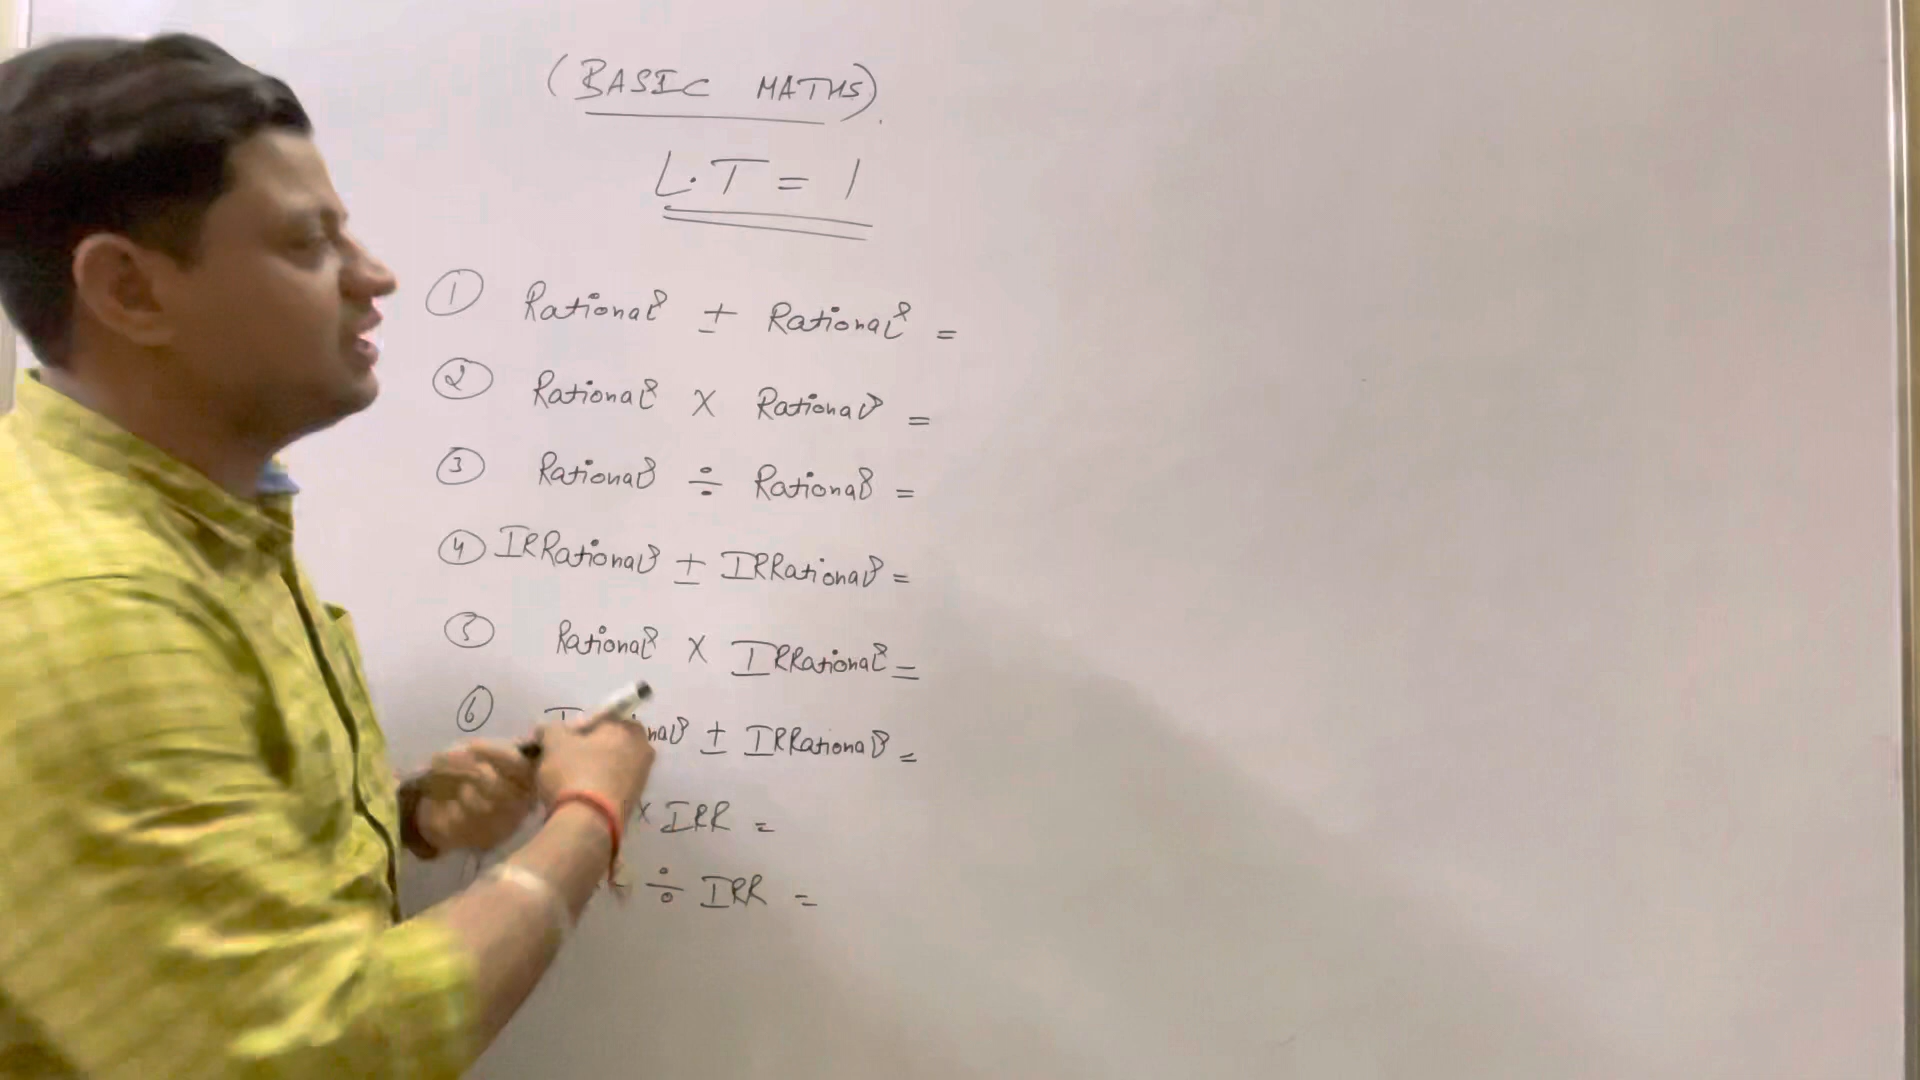 (BASIC MATHS).
L.T = 1
① Rational ± Rational =
② Rational × Rational =
③ Rational ÷ Rational =
④ IRRational ± IRRational =
⑤ Rational × IRRational =
⑥ ± IRRational =
× IRR =
÷ IRR =